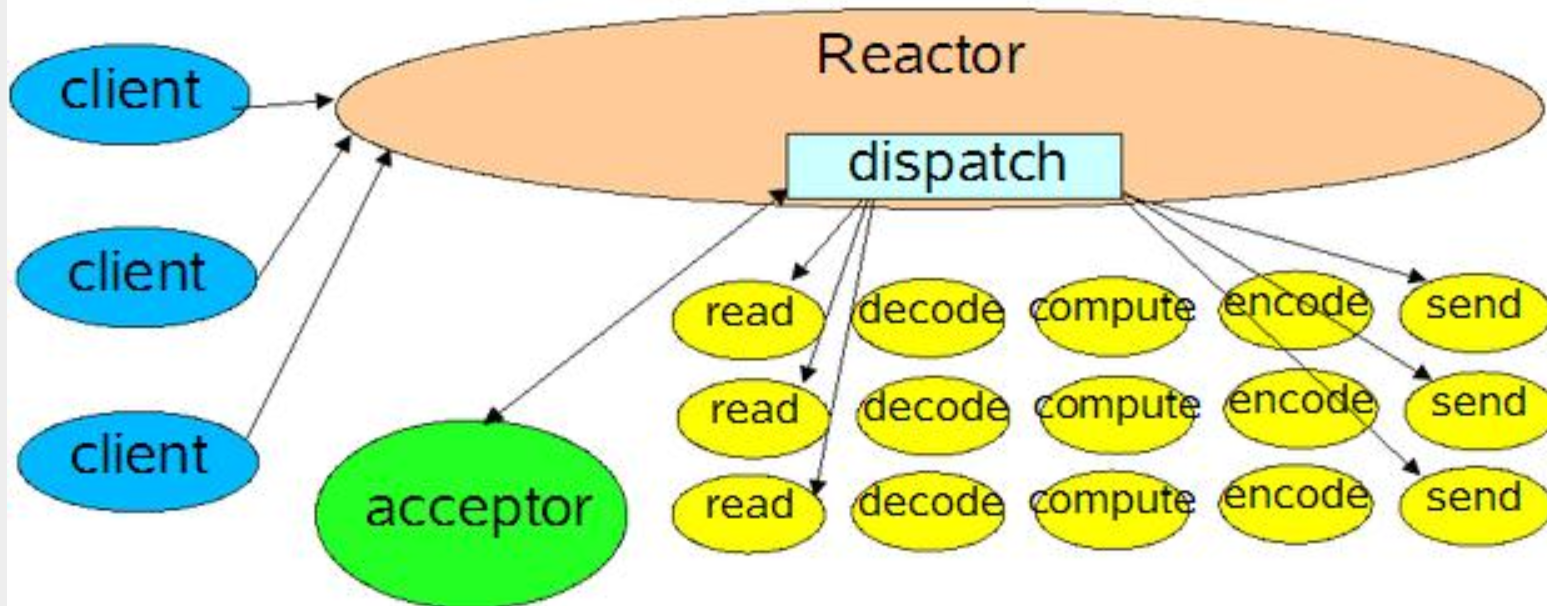 Reactor
client
dispatch
client
read decode compute encode send
read decode compute encode send
client
acceptor
read decode compute encode send